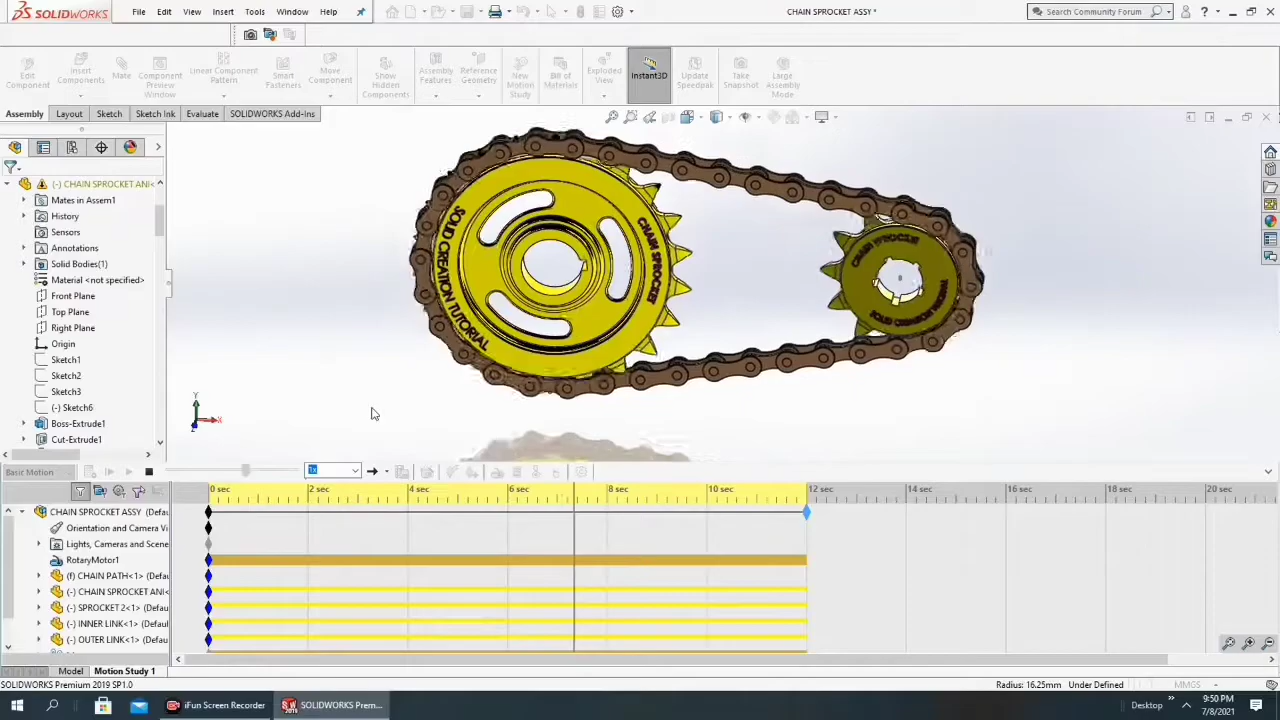 SOLIDWORKS File Edit View Insert Tools Window Help CHAIN SPROCKET ASSY * Search Community Forum
Edit Component Insert Components Mate Component Preview Window Linear Component Pattern Smart Fasteners Move Component Show Hidden Components Assembly Features Reference Geometry New Motion Study Bill of Materials Exploded View Instant3D Update Speedpak Take Snapshot Large Assembly Mode
Assembly Layout Sketch Sketch Ink Evaluate SOLIDWORKS Add-Ins
(-) CHAIN SPROCKET ANI<
Mates in Assem1
History
Sensors
Annotations
Solid Bodies(1)
Material <not specified>
Front Plane
Top Plane
Right Plane
Origin
Sketch1
Sketch2
Sketch3
(-) Sketch6
Boss-Extrude1
Cut-Extrude1
SOLID CREATION TUTORIAL
CHAIN SPROCKET
CHAIN SPROCKET
Y
X
Z
Basic Motion 1x
0 sec 2 sec 4 sec 6 sec 8 sec 10 sec 12 sec 14 sec 16 sec 18 sec 20 sec
CHAIN SPROCKET ASSY (Defau
Orientation and Camera Vi
Lights, Cameras and Scene
RotaryMotor1
(f) CHAIN PATH<1> (Defau
(-) CHAIN SPROCKET ANI
(-) SPROCKET 2<1> (Defau
(-) INNER LINK<1> (Defau
(-) OUTER LINK<1> (Defau
Model Motion Study 1
SOLIDWORKS Premium 2019 SP1.0 Radius: 16.25mm Under Defined MMGS
iFun Screen Recorder SOLIDWORKS Prem... Desktop 9:50 PM
7/8/2021